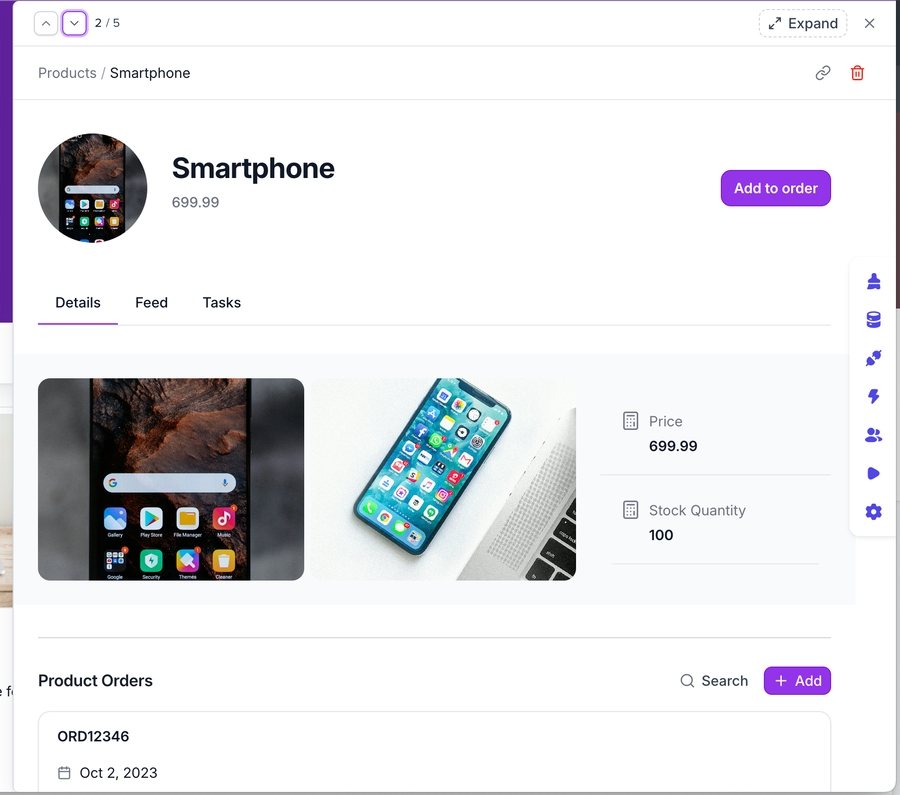 2 / 5
Expand
Products / Smartphone
Smartphone
699.99
Add to order
Details
Feed
Tasks
Gallery
Play Store
File Manager
Music
Google
Security
Themes
Cleaner
Price
699.99
Stock Quantity
100
Product Orders
Search
Add
ORD12346
Oct 2, 2023